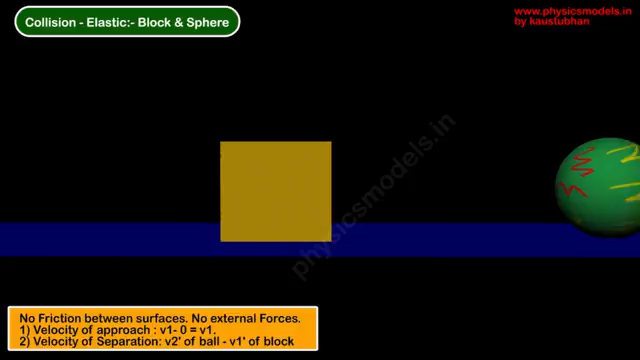 Collision - Elastic:- Block & Sphere
www.physicsmodels.in
by kaustubhan
physicsmodels.in
No Friction between surfaces. No external Forces.
1) Velocity of approach : v1- 0 = v1.
2) Velocity of Separation: v2' of ball - v1' of block